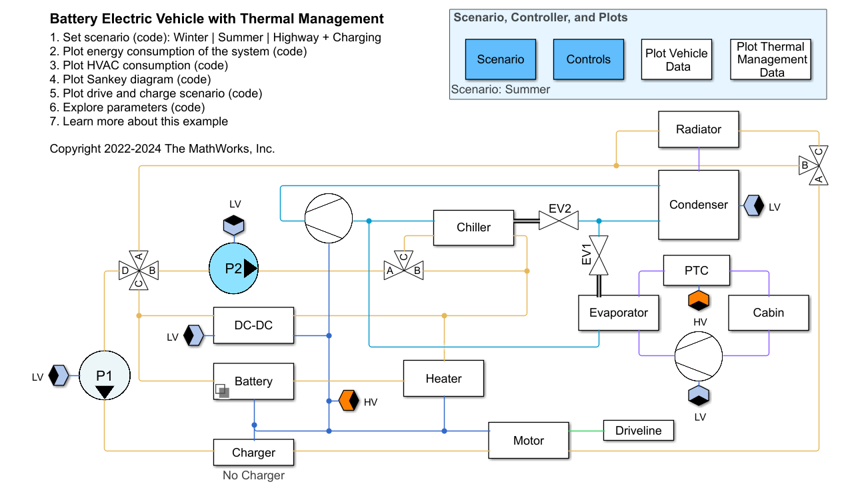 Battery Electric Vehicle with Thermal Management
1. Set scenario (code): Winter | Summer | Highway + Charging
2. Plot energy consumption of the system (code)
3. Plot HVAC consumption (code)
4. Plot Sankey diagram (code)
5. Plot drive and charge scenario (code)
6. Explore parameters (code)
7. Learn more about this example
Copyright 2022-2024 The MathWorks, Inc.
Scenario, Controller, and Plots
Scenario
Controls
Plot Vehicle
Data
Plot Thermal
Management
Data
Scenario: Summer
Radiator
C
B
A
Condenser
LV
LV
P2
A
D
B
C
Chiller
EV2
EV1
C
A
B
PTC
HV
Evaporator
Cabin
LV
DC-DC
LV
LV
P1
Battery
Heater
HV
Charger
No Charger
Motor
Driveline